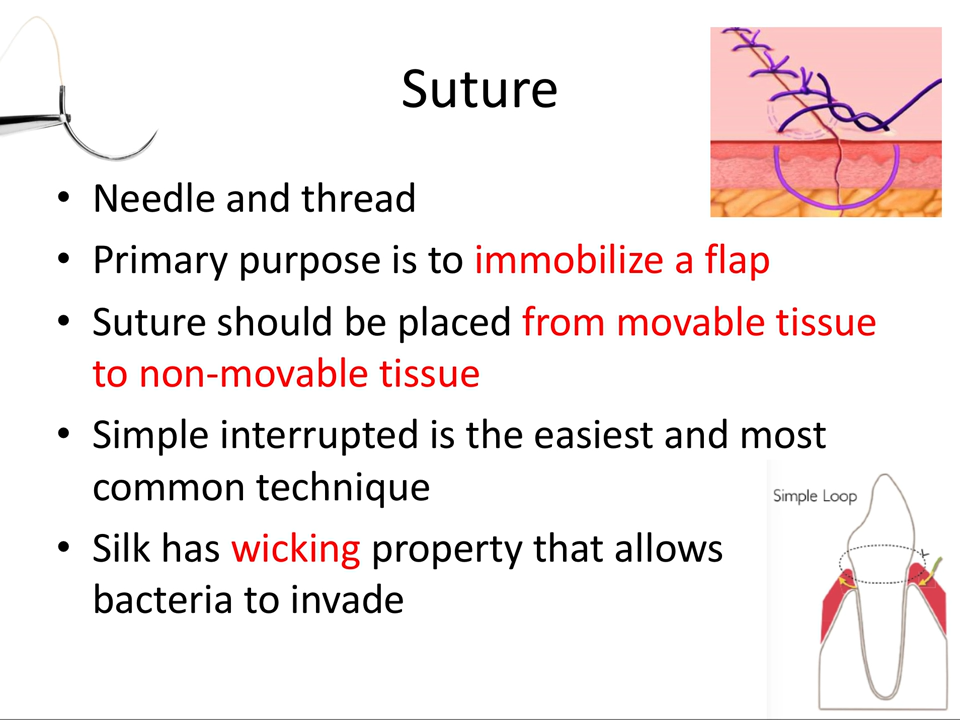 Suture
• Needle and thread
• Primary purpose is to immobilize a flap
• Suture should be placed from movable tissue
to non-movable tissue
• Simple interrupted is the easiest and most
common technique
• Silk has wicking property that allows
bacteria to invade
Simple Loop